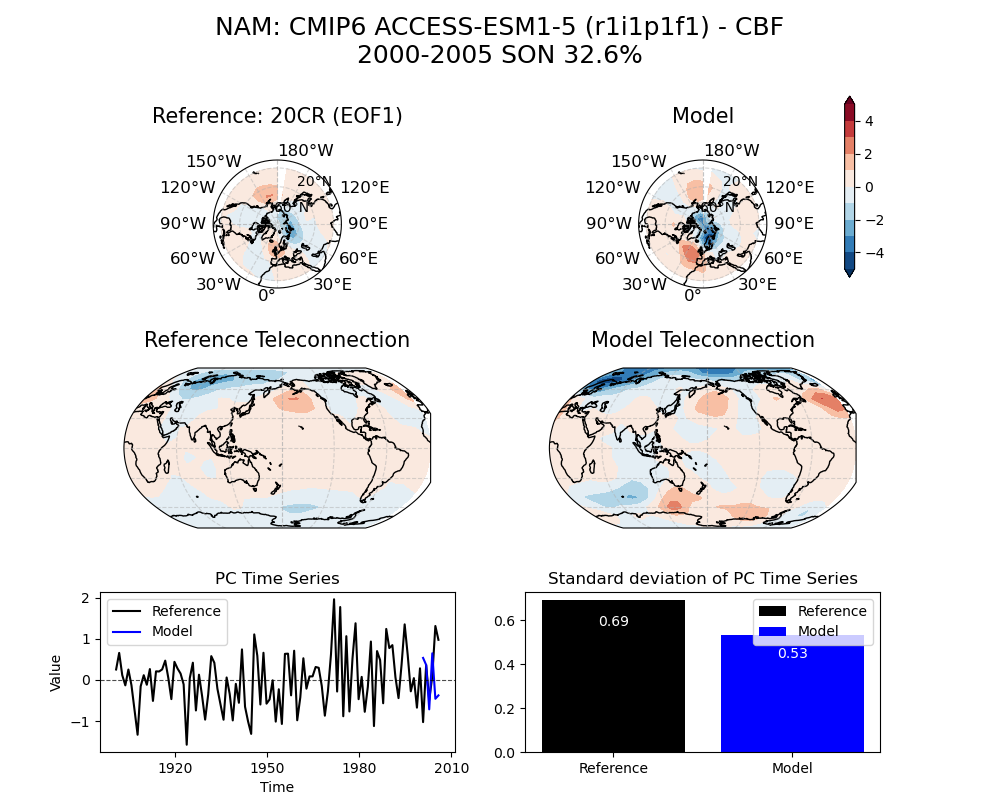 NAM: CMIP6 ACCESS-ESM1-5 (r1i1p1f1) - CBF
2000-2005 SON 32.6%
Reference: 20CR (EOF1)
Model
180°W
150°W
20°N
120°W
120°E
60°N
90°W
90°E
60°W
60°E
30°W
30°E
0°
180°W
150°W
20°N
120°W
120°E
60°N
90°W
90°E
60°W
60°E
30°W
30°E
0°
4
2
0
−2
−4
Reference Teleconnection
Model Teleconnection
PC Time Series
Value
2
1
0
−1
Reference
Model
1920
1950
1980
2010
Time
Standard deviation of PC Time Series
0.6
0.4
0.2
0.0
Reference
Model
0.69
0.53
Reference
Model